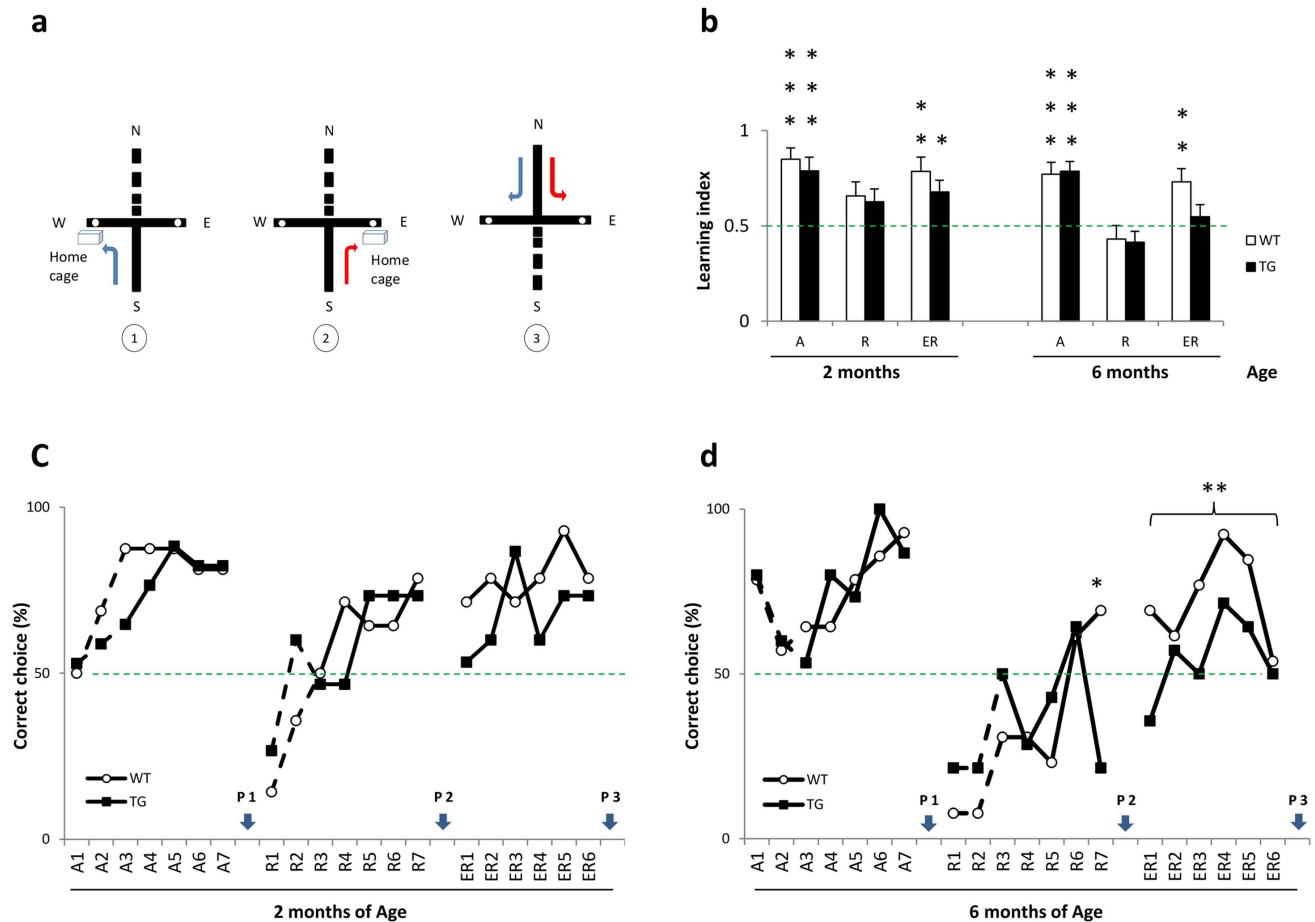 a
N
W E
Home
cage
S
1
N
W E
Home
cage
S
2
N
W E
S
3
b
* * * *
* * * *
* * * * * * * * * *
* * * * * *
1
0.5
0
Learning index
WT
TG
A R ER A R ER
2 months 6 months Age
C
100
50
0
Correct choice (%)
WT
TG
P 1 P 2 P 3
A1 A2 A3 A4 A5 A6 A7 R1 R2 R3 R4 R5 R6 R7 ER1 ER2 ER3 ER4 ER5 ER6
2 months of Age
d
100
50
0
Correct choice (%)
**
*
WT
TG
P 1 P 2 P 3
A1 A2 A3 A4 A5 A6 A7 R1 R2 R3 R4 R5 R6 R7 ER1 ER2 ER3 ER4 ER5 ER6
6 months of Age